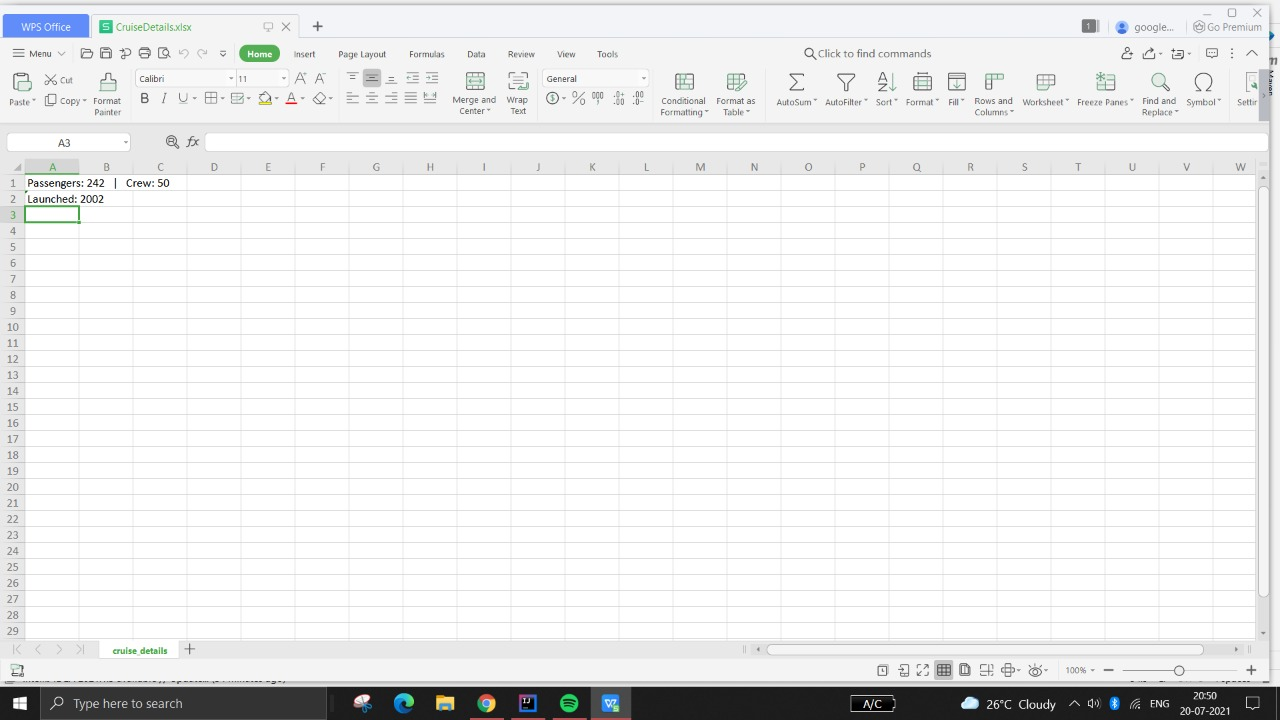 WPS Office CruiseDetails.xlsx 1 google... Go Premium
Menu Home Insert Page Layout Formulas Data Review View Tools Click to find commands
Paste Cut Copy Format Painter
Calibri 11
Merge and Center Wrap Text
General
Conditional Formatting Format as Table
AutoSum AutoFilter Sort Format Fill Rows and Columns Worksheet Freeze Panes Find and Replace Symbol
A3 fx
A B C D E F G H I J K L M N O P Q R S T U V W
1 Passengers: 242 | Crew: 50
2 Launched: 2002
3
4
5
6
7
8
9
10
11
12
13
14
15
16
17
18
19
20
21
22
23
24
25
26
27
28
29
cruise_details
100%
Type here to search A/C 26°C Cloudy ENG 20:50
20-07-2021